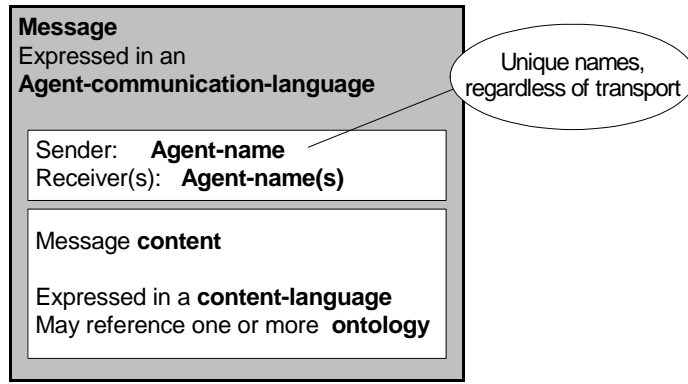 Message
Expressed in an
Agent-communication-language
Unique names,
regardless of transport
Sender: Agent-name
Receiver(s): Agent-name(s)
Message content
Expressed in a content-language
May reference one or more ontology